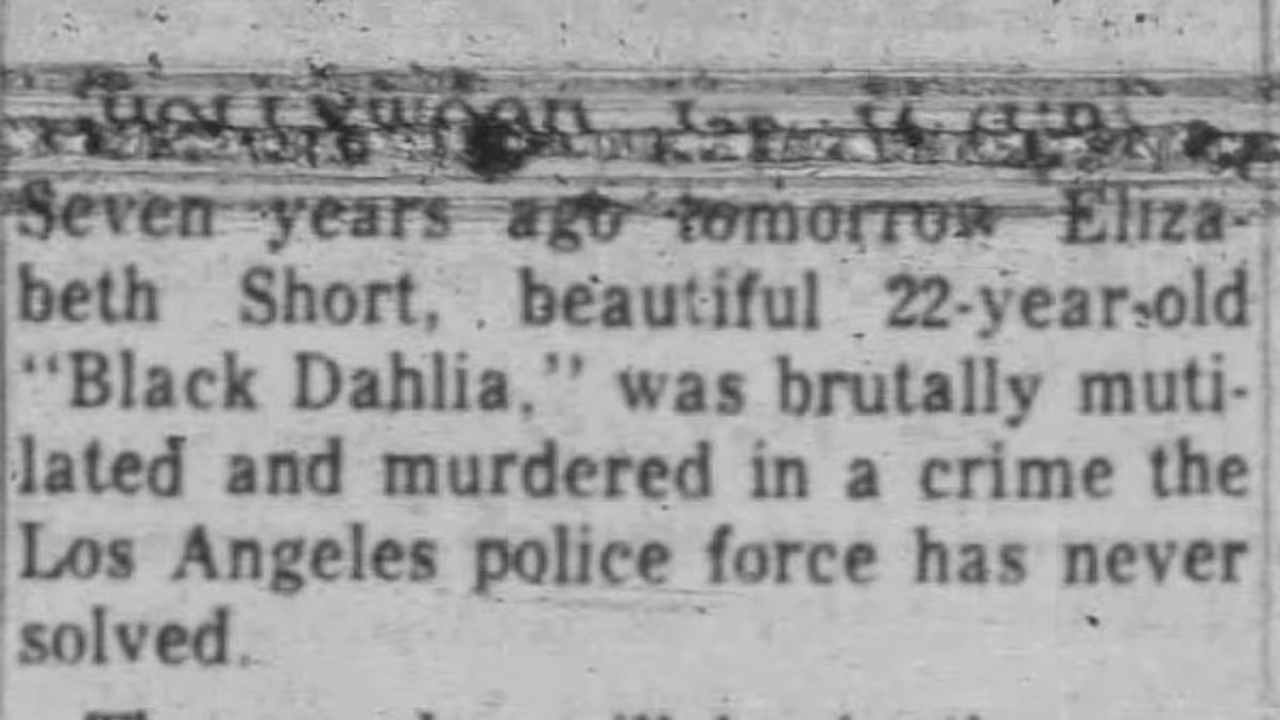 Seven years ago tomorrow Eliza-
beth Short, beautiful 22-year-old
"Black Dahlia," was brutally muti-
lated and murdered in a crime the
Los Angeles police force has never
solved.